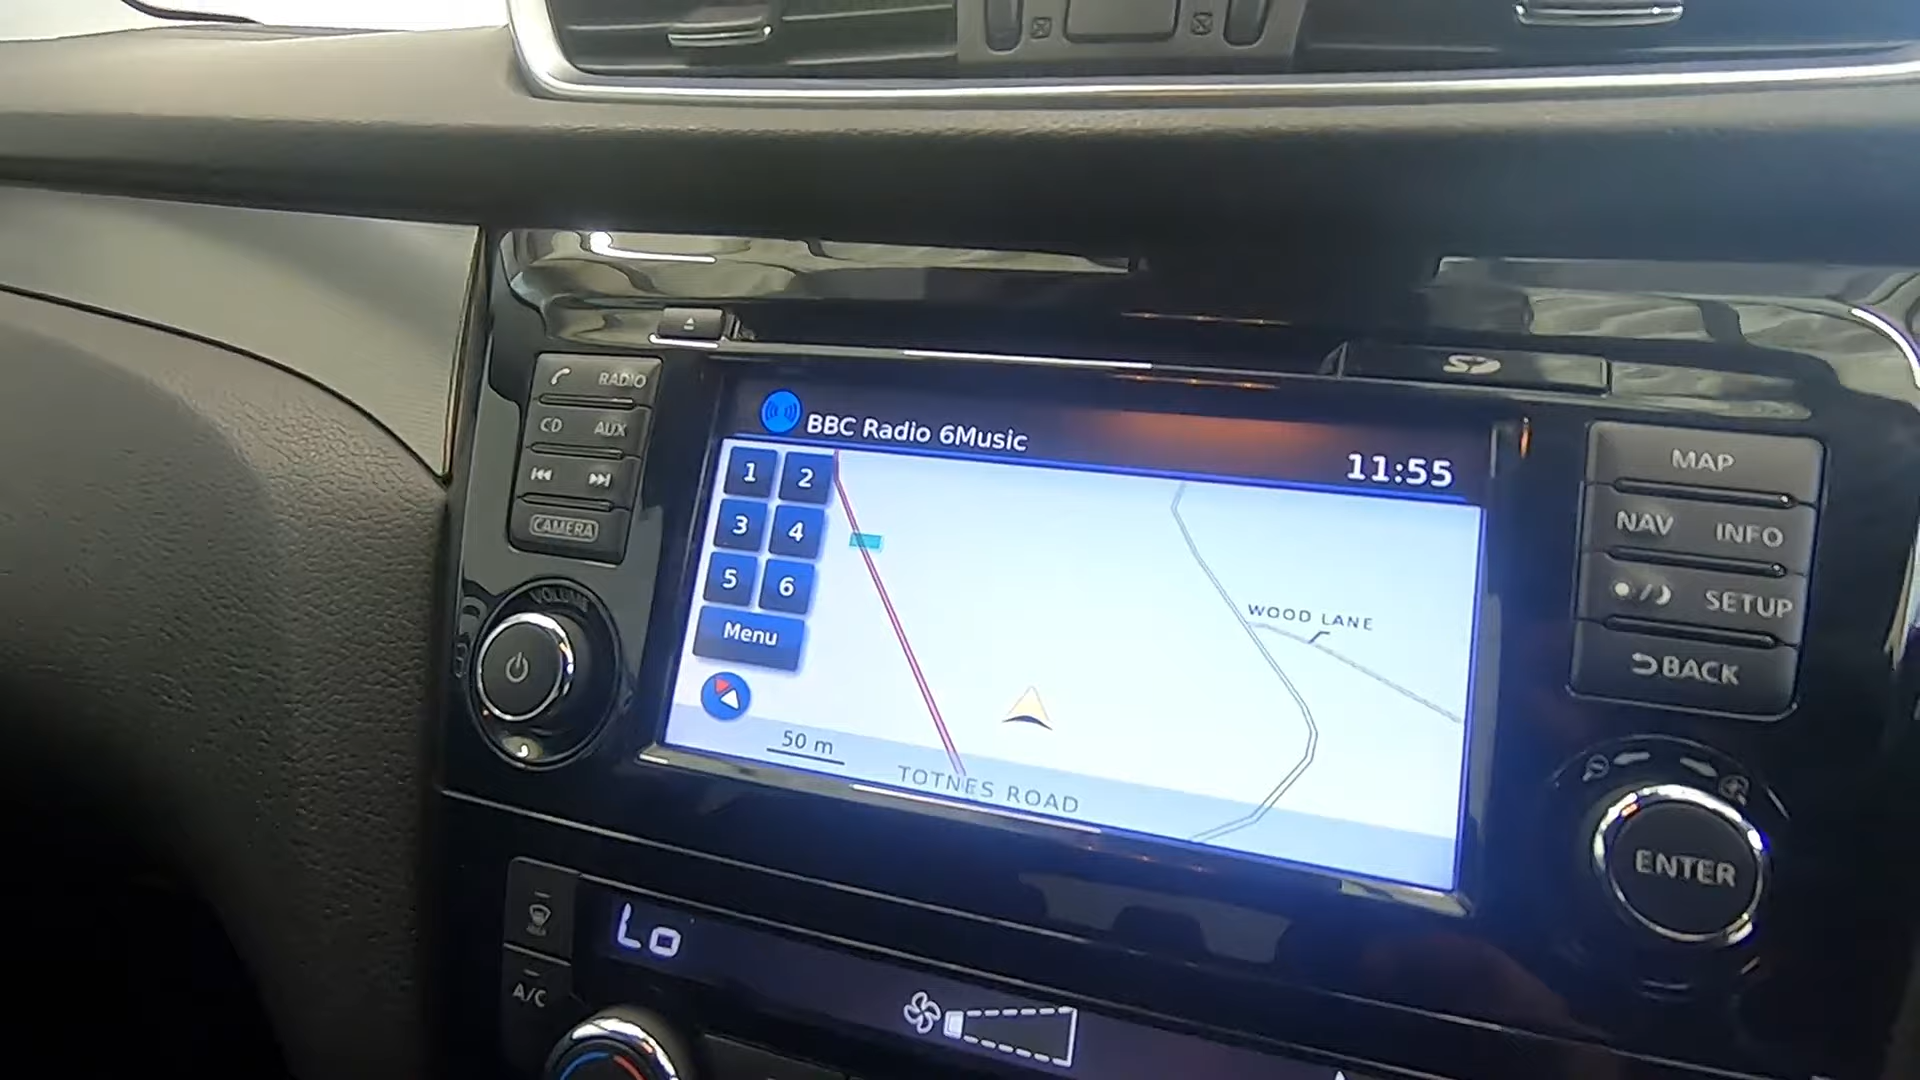 RADIO
CD AUX
CAMERA
VOLUME
BBC Radio 6Music
11:55
1 2
3 4
5 6
Menu
50 m
WOOD LANE
TOTNES ROAD
SD
MAP
NAV INFO
SETUP
BACK
ENTER
Lo
A/C